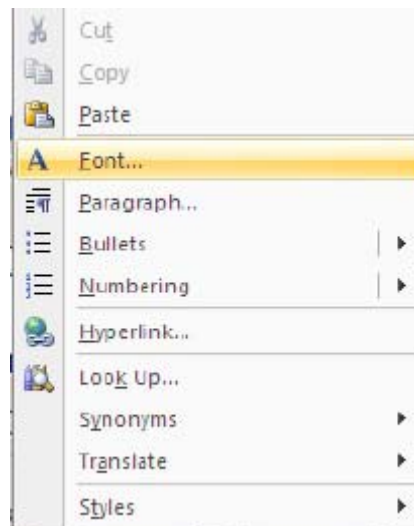 Cut
Copy
Paste
Font...
Paragraph...
Bullets
Numbering
Hyperlink...
Look Up...
Synonyms
Translate
Styles